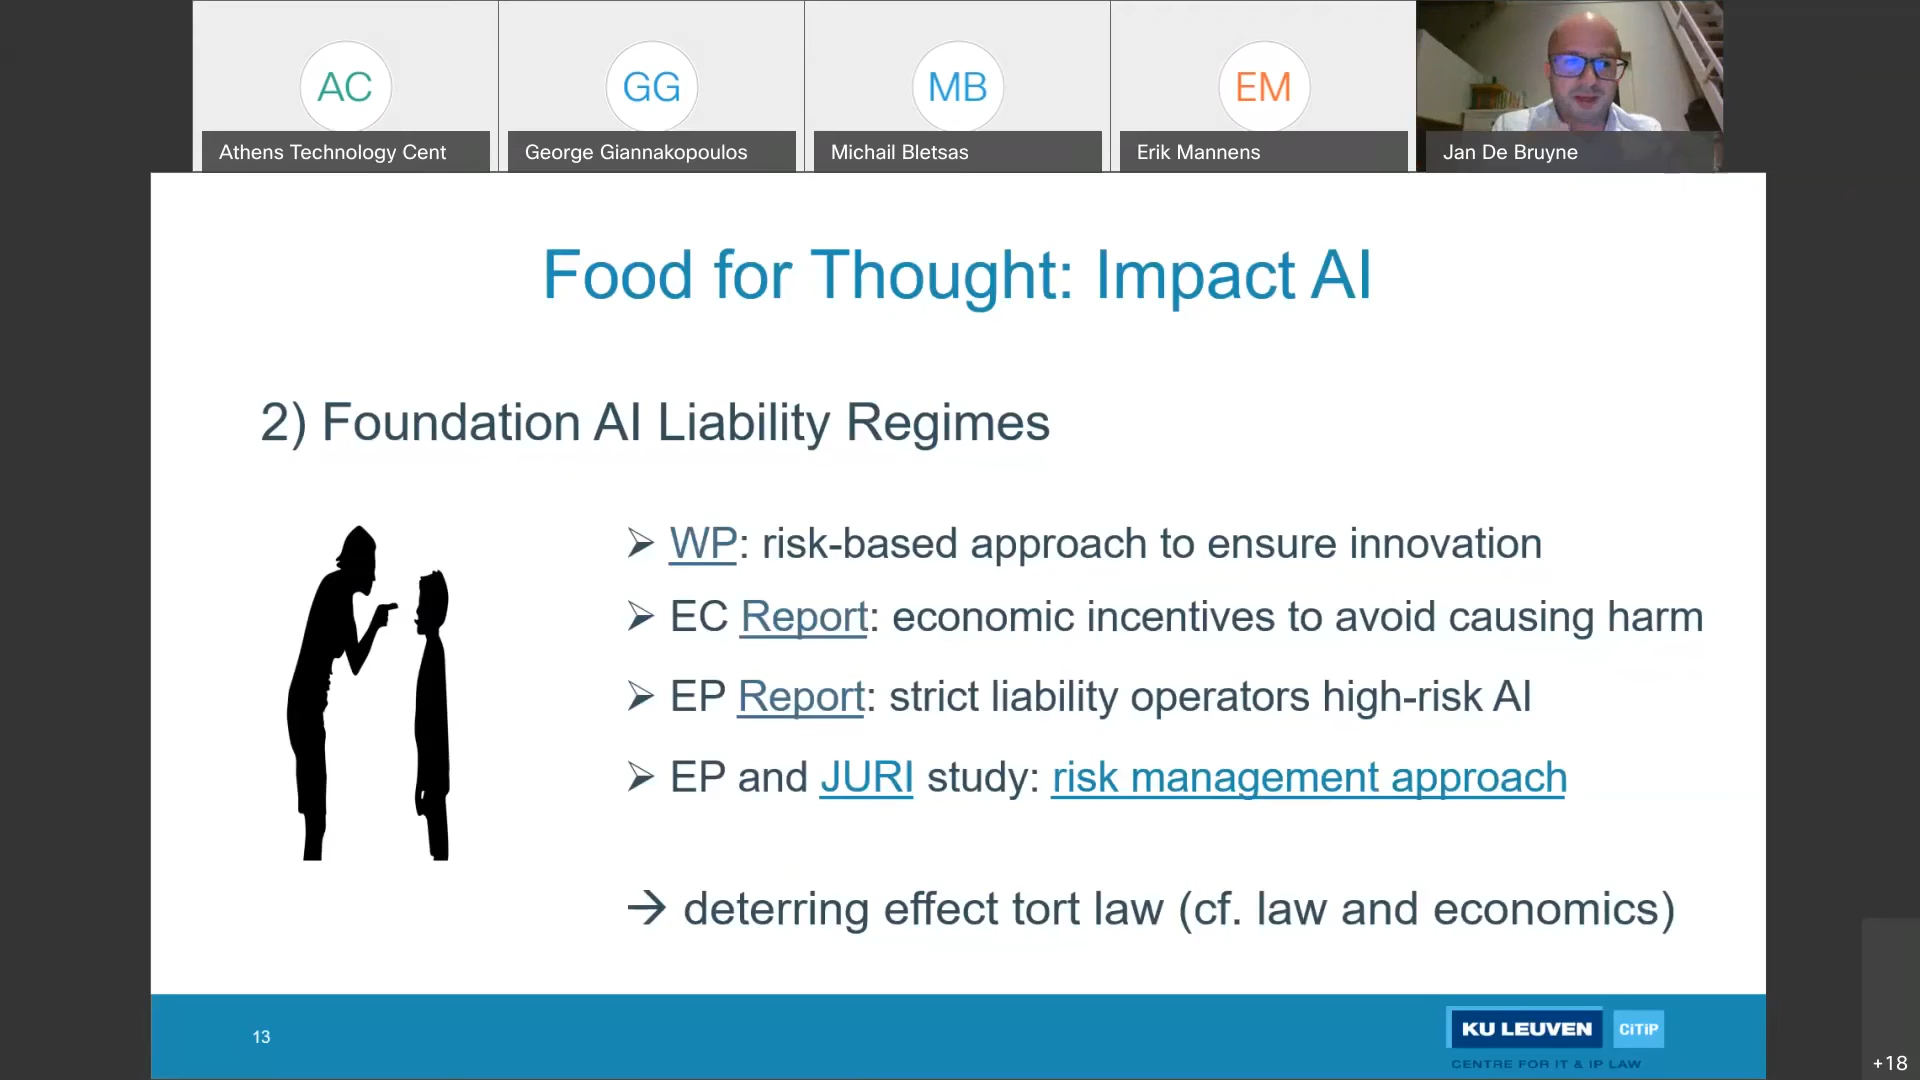 AC
GG
MB
EM
Athens Technology Cent
George Giannakopoulos
Michail Bletsas
Erik Mannens
Jan De Bruyne
Food for Thought: Impact AI
2) Foundation AI Liability Regimes
➢ WP: risk-based approach to ensure innovation
➢ EC Report: economic incentives to avoid causing harm
➢ EP Report: strict liability operators high-risk AI
➢ EP and JURI study: risk management approach
→ deterring effect tort law (cf. law and economics)
13
KU LEUVEN
CiTiP
CENTRE FOR IT & IP LAW
+18